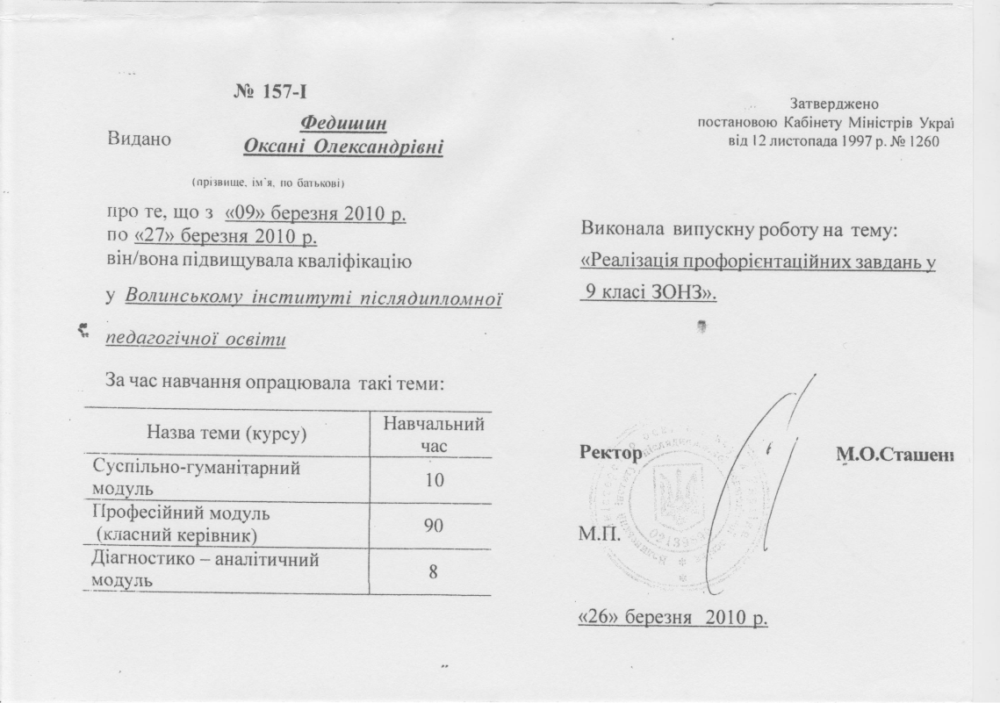 № 157-І
Видано
Федишин
Оксані Олександрівні
(прізвище, ім`я, по батькові)
про те, що з «09» березня 2010 р.
по «27» березня 2010 р.
він/вона підвищувала кваліфікацію
у Волинському інституті післядипломної
педагогічної освіти
За час навчання опрацювала такі теми:
Назва теми (курсу)
Навчальний
час
Суспільно-гуманітарний
модуль
10
Професійний модуль
(класний керівник)
90
Діагностико – аналітичний
модуль
8
Затверджено
постановою Кабінету Міністрів Украї
від 12 листопада 1997 р. № 1260
Виконала випускну роботу на тему:
«Реалізація профорієнтаційних завдань у
9 класі ЗОНЗ».
Ректор
М.О.Сташен
М.П.
«26» березня 2010 р.